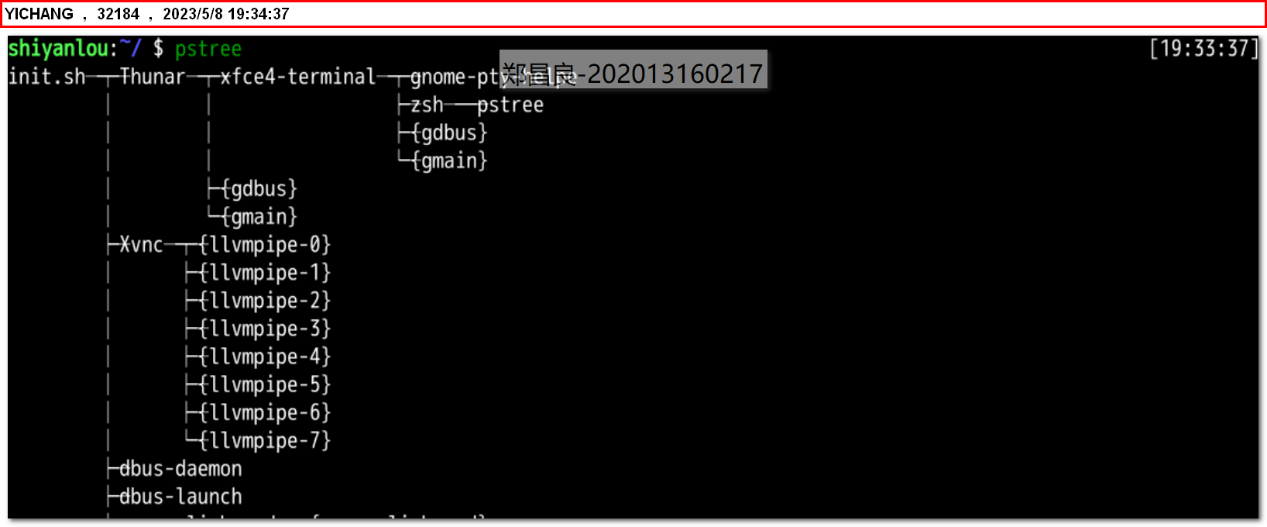 YICHANG , 32184 , 2023/5/8 19:34:37
shiyanlou:~/ $ pstree [19:33:37]
init.sh─┬─Thunar─┬─xfce4-terminal─┬─gnome-pty-helpe
郑昌良-202013160217
├─zsh───pstree
├─{gdbus}
└─{gmain}
├─{gdbus}
└─{gmain}
├─Xvnc─┬─{llvmpipe-0}
├─{llvmpipe-1}
├─{llvmpipe-2}
├─{llvmpipe-3}
├─{llvmpipe-4}
├─{llvmpipe-5}
├─{llvmpipe-6}
└─{llvmpipe-7}
├─dbus-daemon
├─dbus-launch